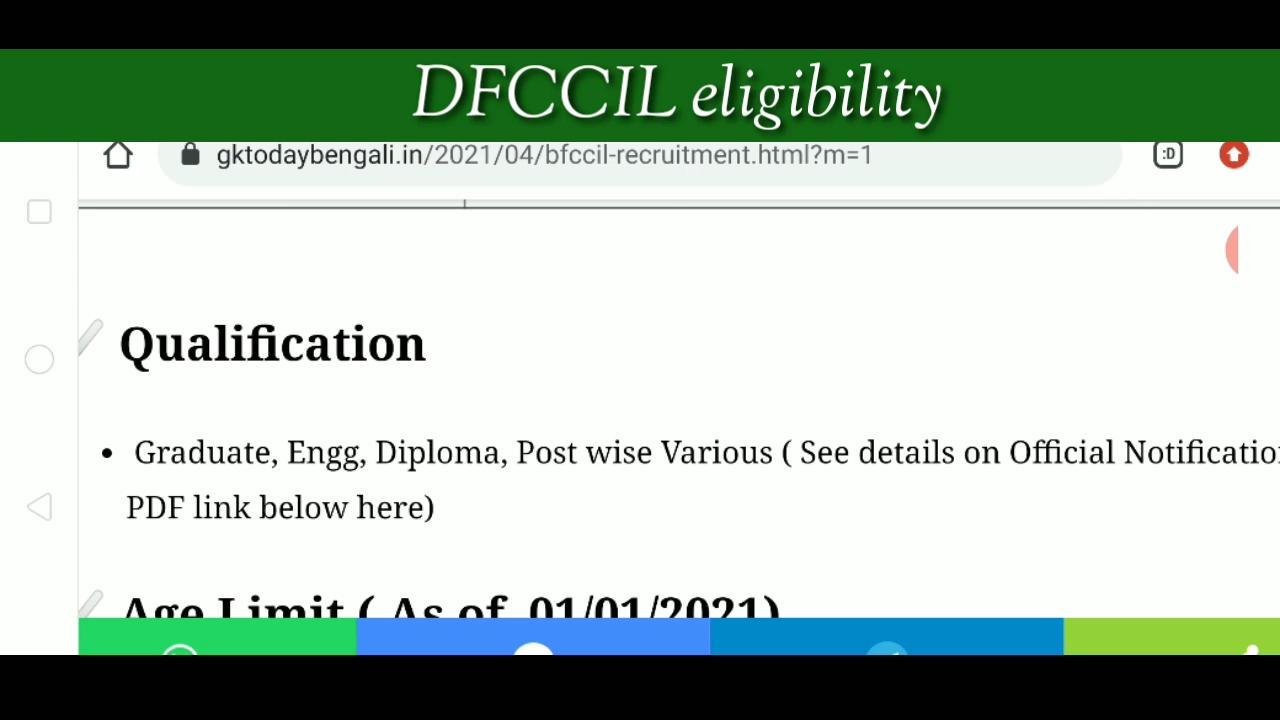 DFCCIL eligibility
gktodaybengali.in/2021/04/bfccil-recruitment.html?m=1
:D
Qualification
• Graduate, Engg, Diploma, Post wise Various ( See details on Official Notificatio
PDF link below here)
Age Limit ( As of 01/01/2021)